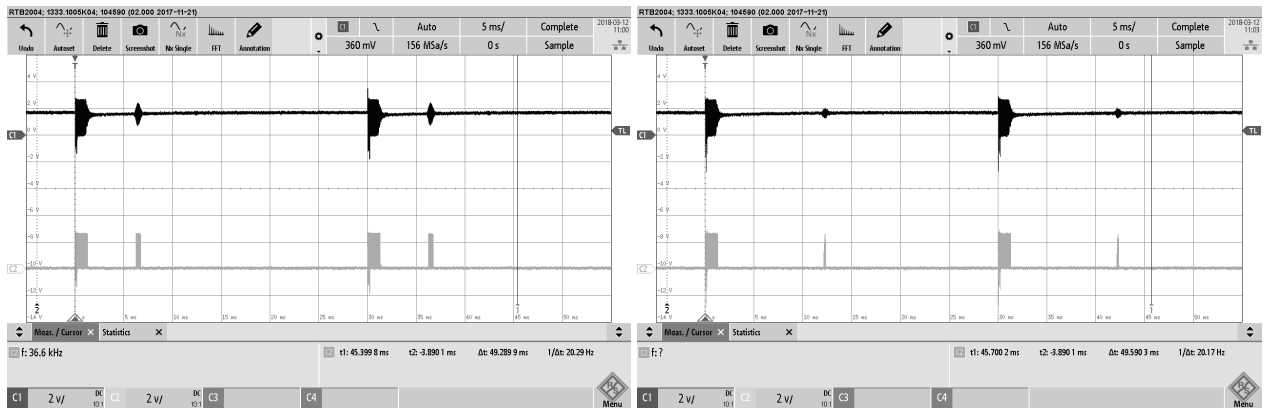 RTB2004; 1333.1005K04; 104590 (02.000 2017-11-21)
Undo Autoset Delete Screenshot Nx Single FFT Annotation
C1 Auto 5 ms/ Complete 2018-03-12 11:00
360 mV 156 MSa/s 0 s Sample
T
4 V
2 V
C1 0 V TL
-2 V
-4 V
-6 V
-8 V
C2 -10 V
-12 V
2 1
-14 V 5 ms 10 ms 15 ms 20 ms 25 ms 30 ms 35 ms 40 ms 45 ms 50 ms
Meas. / Cursor Statistics
f: 36.6 kHz t1: 45.399 8 ms t2: -3.890 1 ms Δt: 49.289 9 ms 1/Δt: 20.29 Hz
C1 2 V/ DC 10:1 C2 2 V/ DC 10:1 C3 C4 R S Menu
RTB2004; 1333.1005K04; 104590 (02.000 2017-11-21)
Undo Autoset Delete Screenshot Nx Single FFT Annotation
C1 Auto 5 ms/ Complete 2018-03-12 11:03
360 mV 156 MSa/s 0 s Sample
T
4 V
2 V
C1 0 V TL
-2 V
-4 V
-6 V
-8 V
C2 -10 V
-12 V
2 1
-14 V 5 ms 10 ms 15 ms 20 ms 25 ms 30 ms 35 ms 40 ms 45 ms 50 ms
Meas. / Cursor Statistics
f: ? t1: 45.700 2 ms t2: -3.890 1 ms Δt: 49.590 3 ms 1/Δt: 20.17 Hz
C1 2 V/ DC 10:1 C2 2 V/ DC 10:1 C3 C4 R S Menu